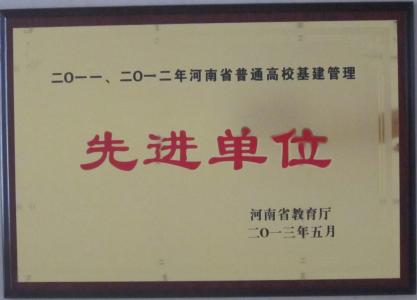 二〇一一、二〇一二年河南省普通高校基建管理
先进单位
河南省教育厅
二〇一三年五月